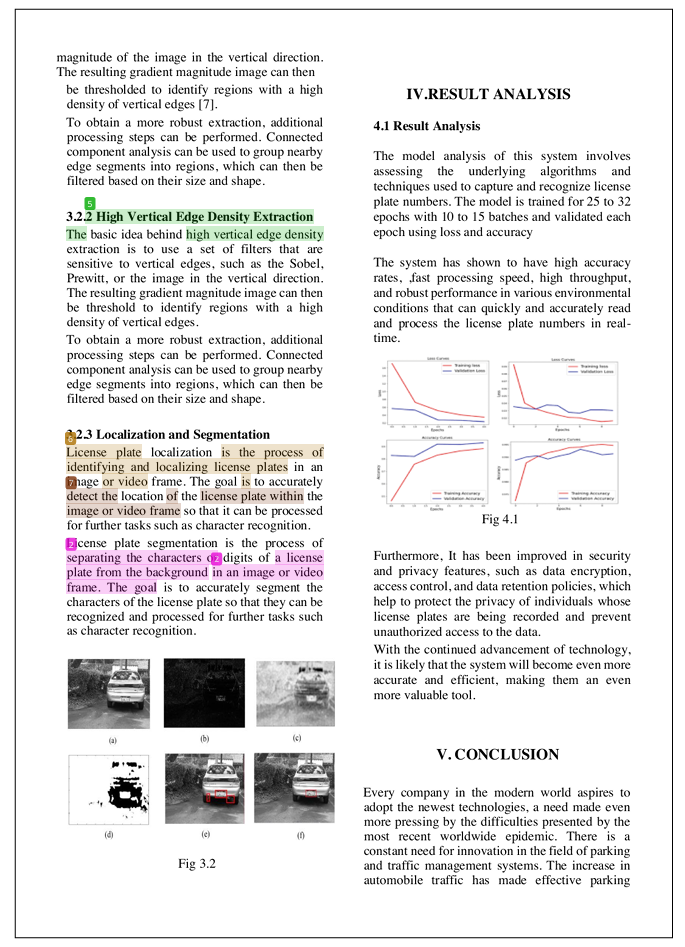 magnitude of the image in the vertical direction.
The resulting gradient magnitude image can then
be thresholded to identify regions with a high
density of vertical edges [7].
To obtain a more robust extraction, additional
processing steps can be performed. Connected
component analysis can be used to group nearby
edge segments into regions, which can then be
filtered based on their size and shape.
5
3.2.2 High Vertical Edge Density Extraction
The basic idea behind high vertical edge density
extraction is to use a set of filters that are
sensitive to vertical edges, such as the Sobel,
Prewitt, or the image in the vertical direction.
The resulting gradient magnitude image can then
be threshold to identify regions with a high
density of vertical edges.
To obtain a more robust extraction, additional
processing steps can be performed. Connected
component analysis can be used to group nearby
edge segments into regions, which can then be
filtered based on their size and shape.
3.2.3 Localization and Segmentation
License plate localization is the process of
identifying and localizing license plates in an
image or video frame. The goal is to accurately
7
detect the location of the license plate within the
image or video frame so that it can be processed
for further tasks such as character recognition.
2
License plate segmentation is the process of
separating the characters or digits of a license
2
plate from the background in an image or video
frame. The goal is to accurately segment the
characters of the license plate so that they can be
recognized and processed for further tasks such
as character recognition.
(a) (b) (c)
(d) (e) (f)
Fig 3.2
IV.RESULT ANALYSIS
4.1 Result Analysis
The model analysis of this system involves
assessing the underlying algorithms and
techniques used to capture and recognize license
plate numbers. The model is trained for 25 to 32
epochs with 10 to 15 batches and validated each
epoch using loss and accuracy
The system has shown to have high accuracy
rates, ,fast processing speed, high throughput,
and robust performance in various environmental
conditions that can quickly and accurately read
and process the license plate numbers in real-
time.
Loss Curves
Training loss
Validation Loss
Loss
Epochs
Loss Curves
Training loss
Validation Loss
Epochs
Accuracy Curves
Training Accuracy
Validation Accuracy
Accuracy
Epochs
Accuracy Curves
Training Accuracy
Validation Accuracy
Epochs
Fig 4.1
Furthermore, It has been improved in security
and privacy features, such as data encryption,
access control, and data retention policies, which
help to protect the privacy of individuals whose
license plates are being recorded and prevent
unauthorized access to the data.
With the continued advancement of technology,
it is likely that the system will become even more
accurate and efficient, making them an even
more valuable tool.
V. CONCLUSION
Every company in the modern world aspires to
adopt the newest technologies, a need made even
more pressing by the difficulties presented by the
most recent worldwide epidemic. There is a
constant need for innovation in the field of parking
and traffic management systems. The increase in
automobile traffic has made effective parking